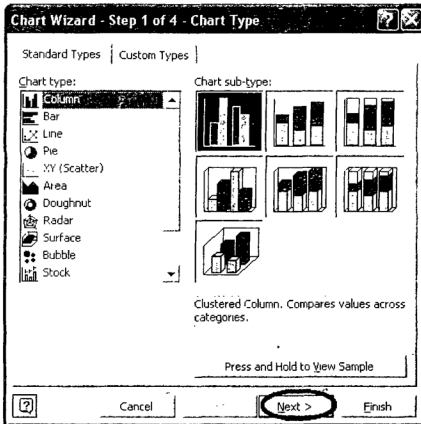 Chart Wizard - Step 1 of 4 - Chart Type
Standard Types
Custom Types
Chart type:
Column
Bar
Line
Pie
XY (Scatter)
Area
Doughnut
Radar
Surface
Bubble
Stock
Chart sub-type:
Clustered Column. Compares values across
categories.
Press and Hold to View Sample
Cancel
Next >
Finish